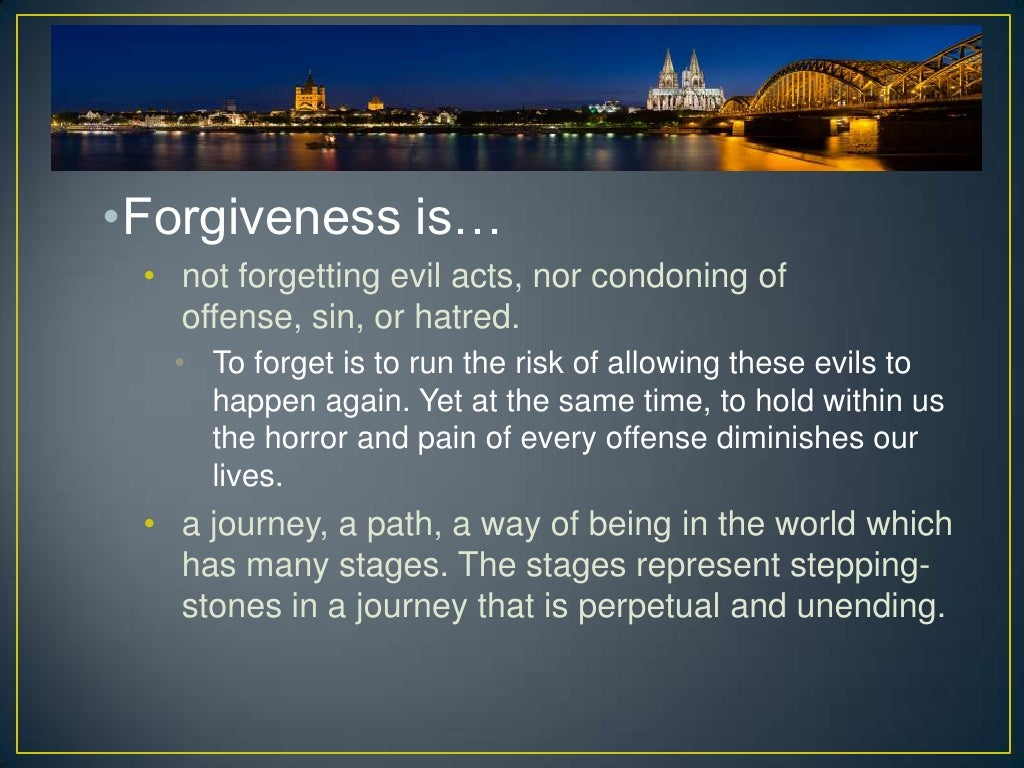 •Forgiveness is…
• not forgetting evil acts, nor condoning of
offense, sin, or hatred.
• To forget is to run the risk of allowing these evils to
happen again. Yet at the same time, to hold within us
the horror and pain of every offense diminishes our
lives.
• a journey, a path, a way of being in the world which
has many stages. The stages represent stepping-
stones in a journey that is perpetual and unending.